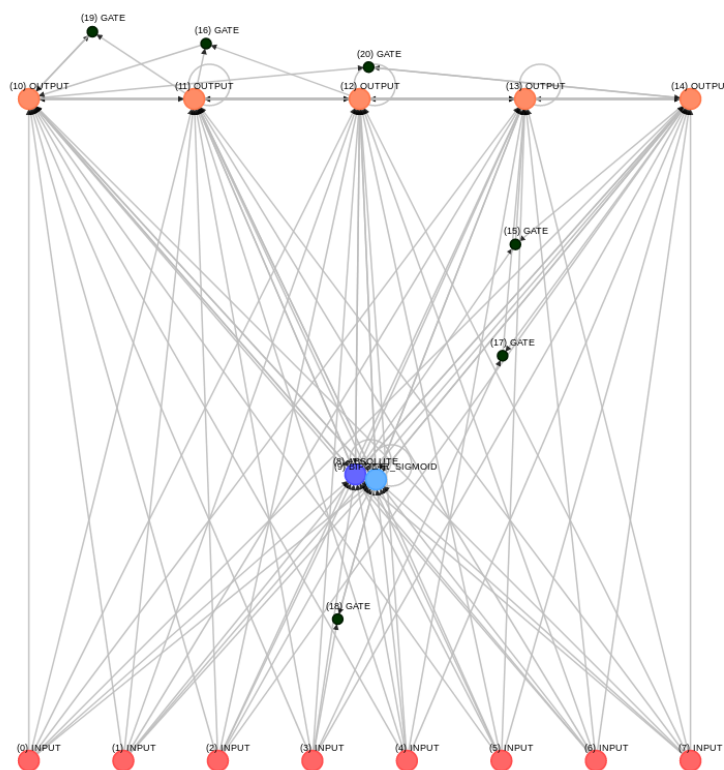 (19) GATE
(16) GATE
(20) GATE
(10) OUTPUT
(11) OUTPUT
(12) OUTPUT
(13) OUTPUT
(14) OUTPU
(15) GATE
(17) GATE
(18) GATE
(0) INPUT
(1) INPUT
(2) INPUT
(3) INPUT
(4) INPUT
(5) INPUT
(6) INPUT
(7) INPUT